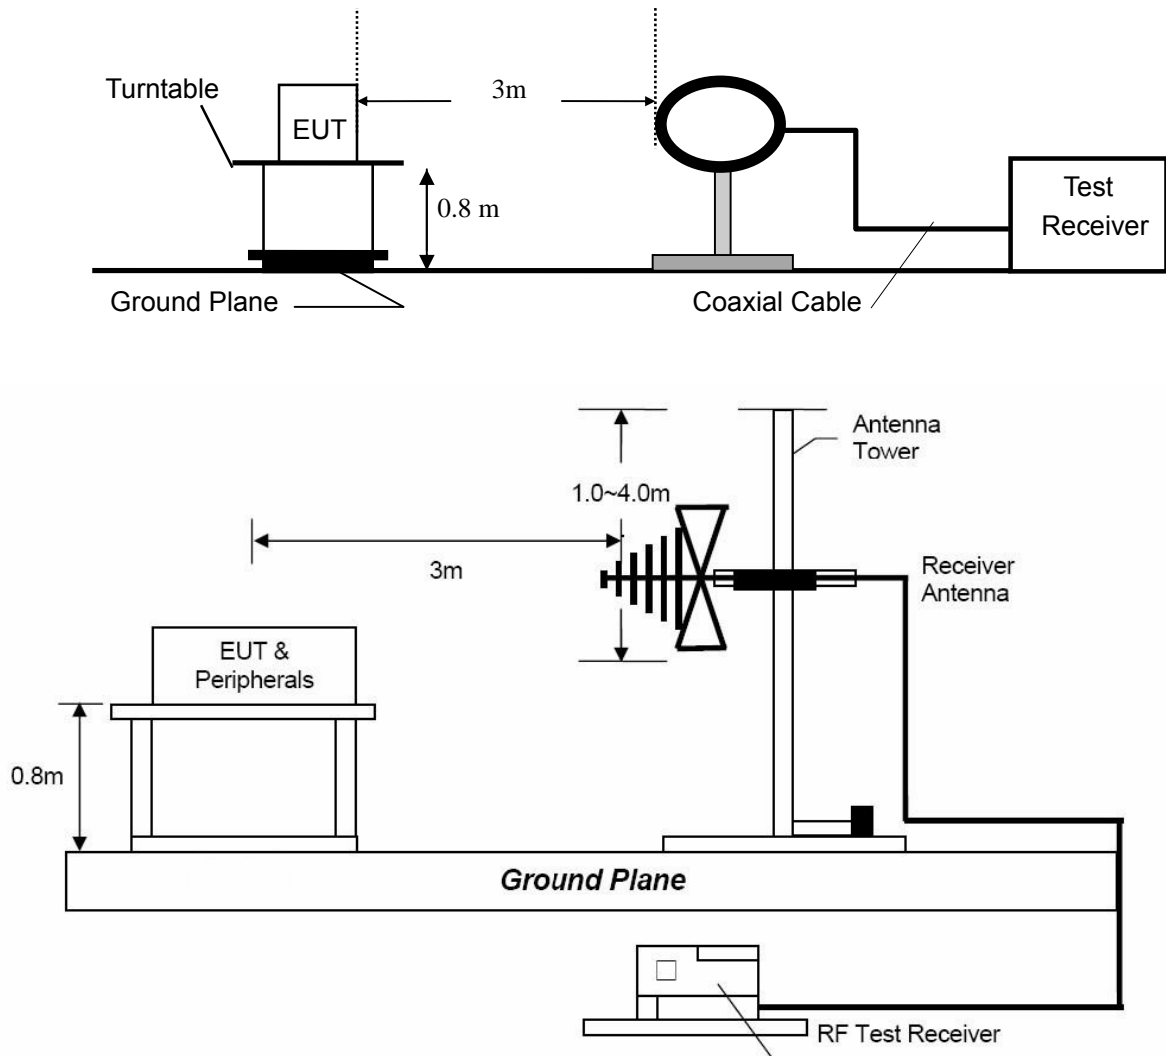 Turntable
3m
EUT
0.8 m
Test
Receiver
Ground Plane
Coaxial Cable
Antenna
Tower
1.0~4.0m
3m
Receiver
Antenna
EUT &
Peripherals
0.8m
Ground Plane
RF Test Receiver